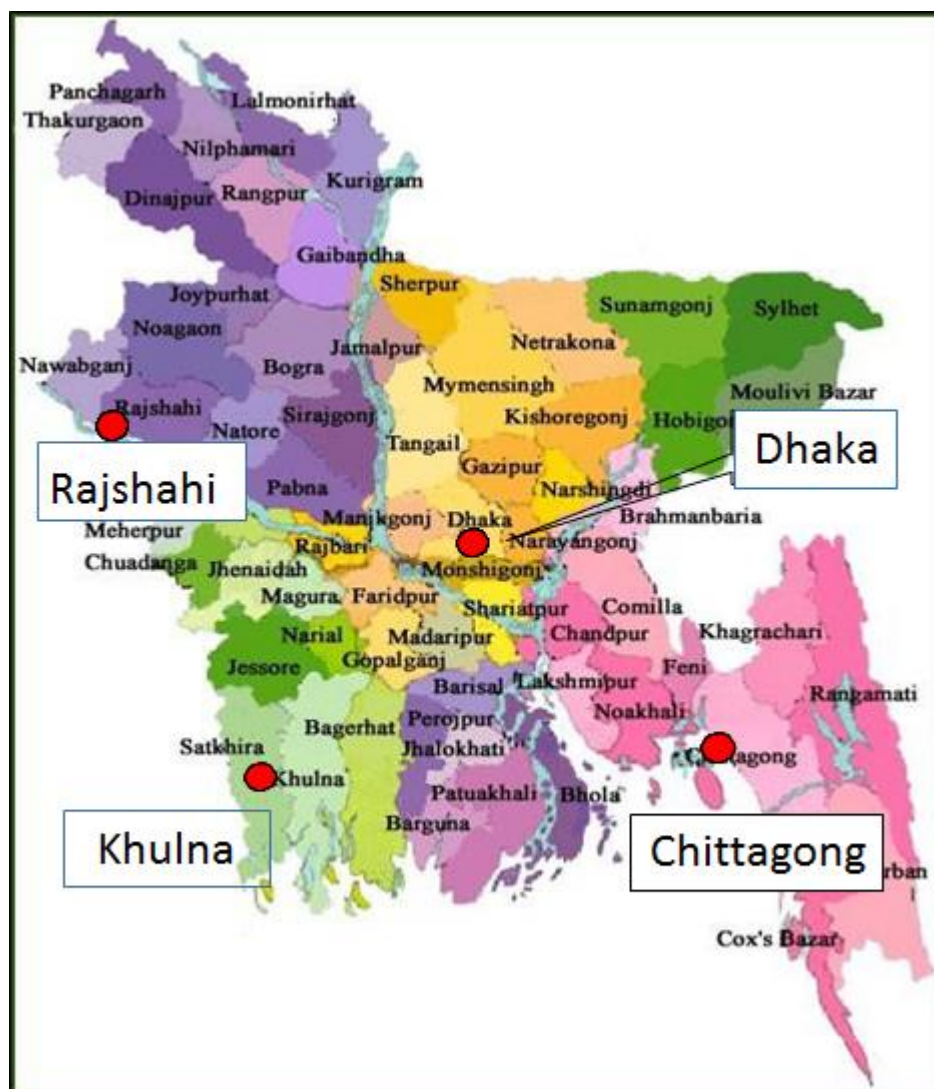 Panchagarh
Lalmonirhat
Thakurgaon
Nilphamari
Kurigram
Dinajpur
Rangpur
Gaibandha
Sherpur
Joypurhat
Sunamgonj
Sylhet
Noagaon
Netrakona
Jamalpur
Nawabganj
Bogra
Mymensingh
Moulivi Bazar
Rajshahi
Sirajgonj
Kishoregonj
Hobigon
Natore
Tangail
Dhaka
Gazipur
Rajshahi
Pabna
Narshingdi
Manikgonj
Dhaka
Brahmanbaria
Meherpur
Narayangonj
Rajbari
Chuadanga
Jhenaidah
Monshigonj
Magura
Faridpur
Shariatpur
Comilla
Narial
Madaripur
Chandpur
Khagrachari
Jessore
Gopalganj
Feni
Barisal
Lakshmipur
Rangamati
Perojpur
Noakhali
Bagerhat
Satkhira
Jhalokhati
Khulna
Patuakhali
Bhola
Barguna
Khulna
Chittagong
Cox's Bazar